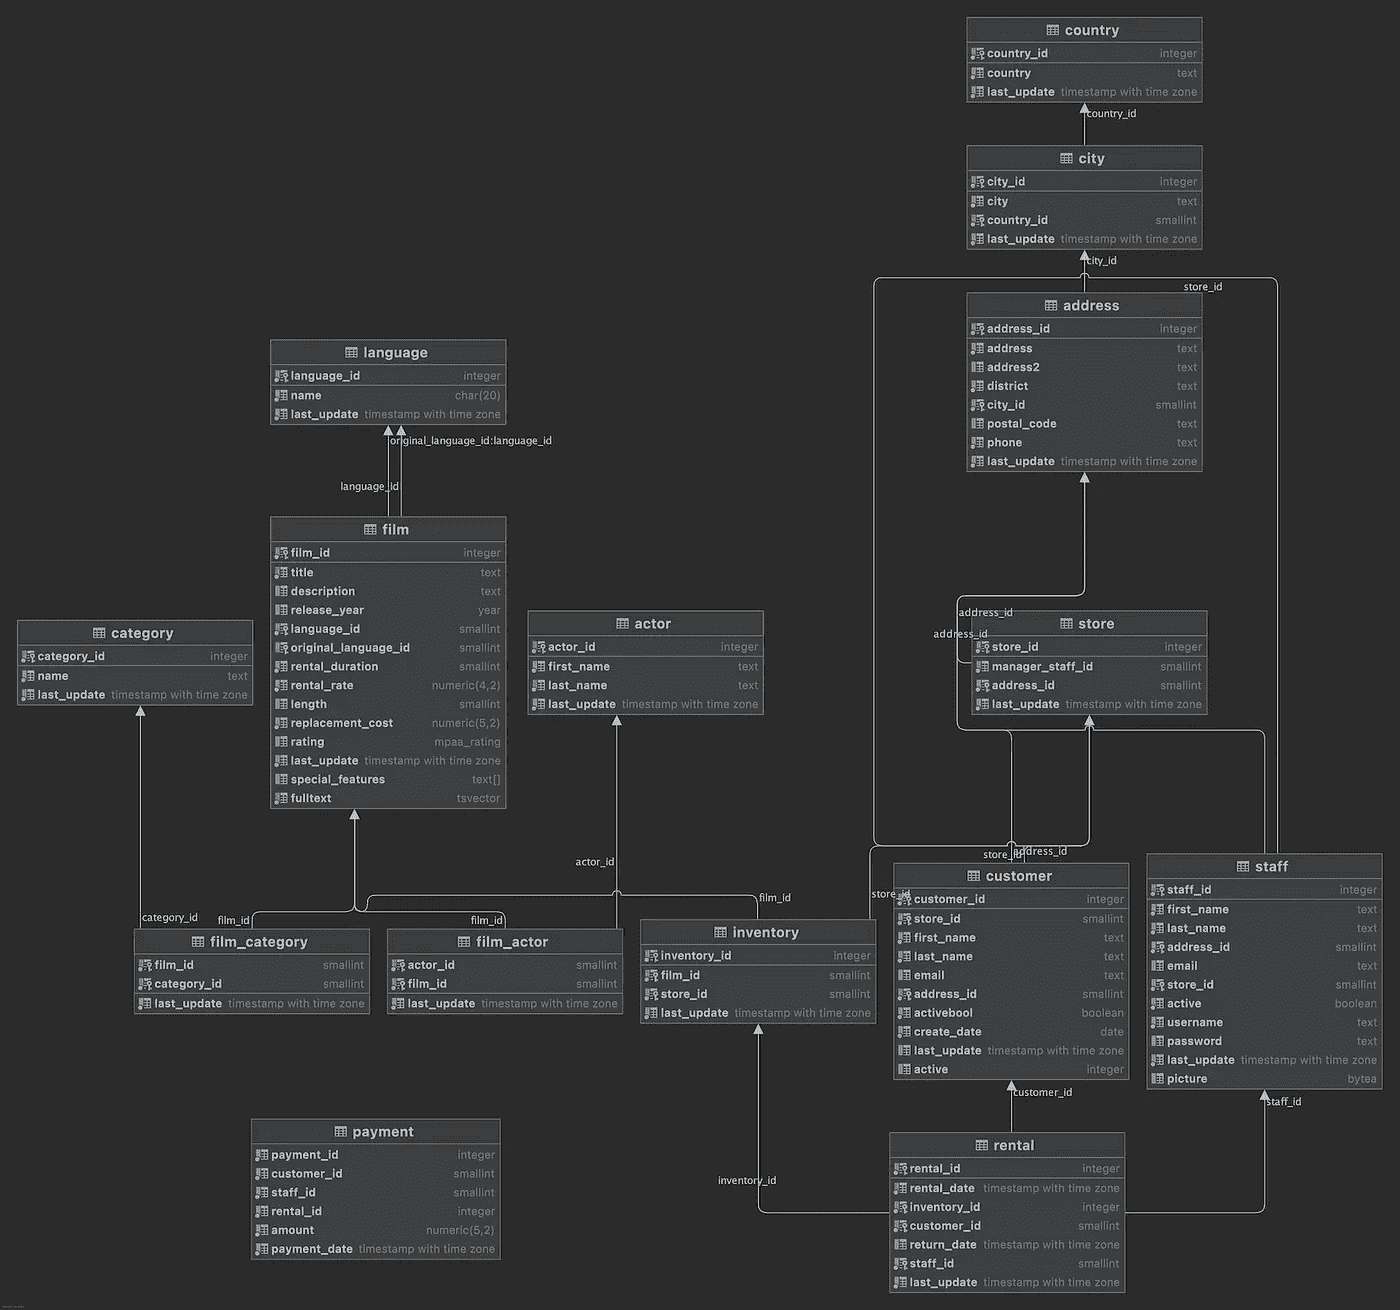 country
country_id integer
country text
last_update timestamp with time zone
country_id
city
city_id integer
city text
country_id smallint
last_update timestamp with time zone
city_id
store_id
address
address_id integer
address text
address2 text
district text
city_id smallint
postal_code text
phone text
last_update timestamp with time zone
language
language_id integer
name char(20)
last_update timestamp with time zone
original_language_id:language_id
language_id
film
film_id integer
title text
description text
release_year year
language_id smallint
original_language_id smallint
rental_duration smallint
rental_rate numeric(4,2)
length smallint
replacement_cost numeric(5,2)
rating mpaa_rating
last_update timestamp with time zone
special_features text[]
fulltext tsvector
category
category_id integer
name text
last_update timestamp with time zone
actor
actor_id integer
first_name text
last_name text
last_update timestamp with time zone
address_id
address_id
store
store_id integer
manager_staff_id smallint
address_id smallint
last_update timestamp with time zone
actor_id
store_id
address_id
store_id
category_id
film_id
film_id
film_id
film_category
film_id smallint
category_id smallint
last_update timestamp with time zone
film_actor
actor_id smallint
film_id smallint
last_update timestamp with time zone
inventory
inventory_id integer
film_id smallint
store_id smallint
last_update timestamp with time zone
customer
customer_id integer
store_id smallint
first_name text
last_name text
email text
address_id smallint
activebool boolean
create_date date
last_update timestamp with time zone
active integer
staff
staff_id integer
first_name text
last_name text
address_id smallint
email text
store_id smallint
active boolean
username text
password text
last_update timestamp with time zone
picture bytea
customer_id
staff_id
inventory_id
payment
payment_id integer
customer_id smallint
staff_id smallint
rental_id integer
amount numeric(5,2)
payment_date timestamp with time zone
rental
rental_id integer
rental_date timestamp with time zone
inventory_id integer
customer_id smallint
return_date timestamp with time zone
staff_id smallint
last_update timestamp with time zone